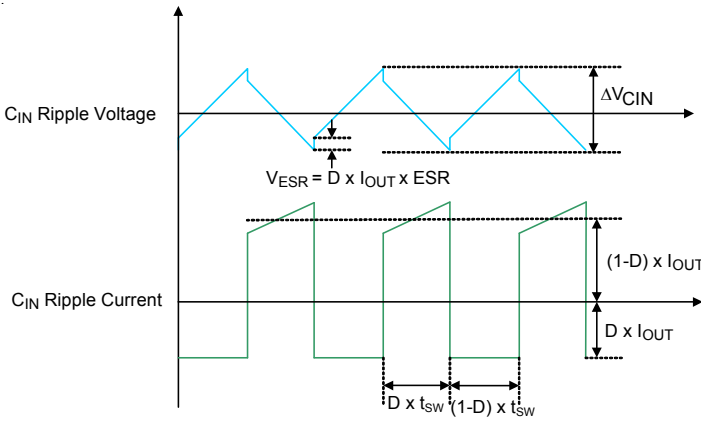 C_IN Ripple Voltage
ΔV_CIN
V_ESR = D x I_OUT x ESR
(1-D) x I_OUT
C_IN Ripple Current
D x I_OUT
D x t_SW (1-D) x t_SW